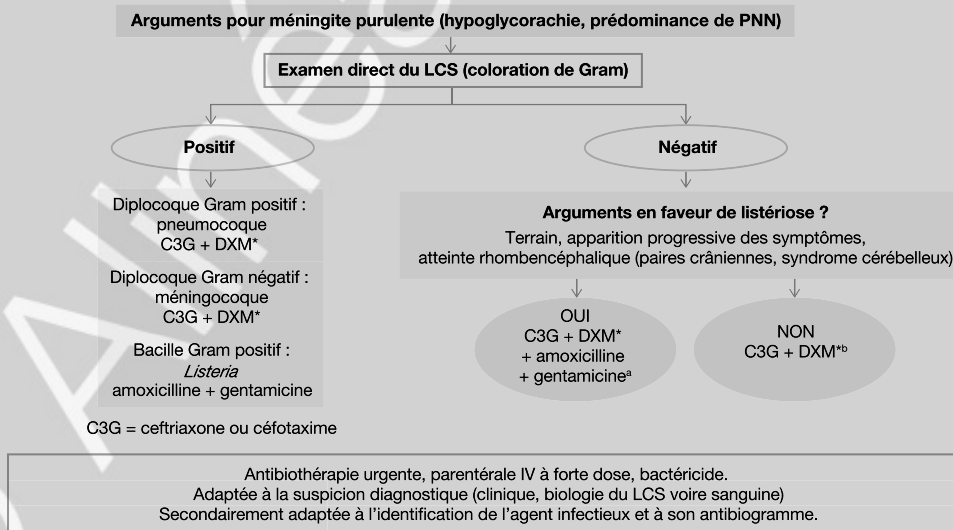 Arguments pour méningite purulente (hypoglycorachie, prédominance de PNN)
Examen direct du LCS (coloration de Gram)
Positif
Diplocoque Gram positif :
pneumocoque
C3G + DXM*
Diplocoque Gram négatif :
méningocoque
C3G + DXM*
Bacille Gram positif :
Listeria
amoxicilline + gentamicine
C3G = ceftriaxone ou céfotaxime
Négatif
Arguments en faveur de listériose ?
Terrain, apparition progressive des symptômes,
atteinte rhombencéphalique (paires crâniennes, syndrome cérébelleux)
OUI
C3G + DXM*
+ amoxicilline
+ gentamicineᵃ
NON
C3G + DXM*ᵇ
Antibiothérapie urgente, parentérale IV à forte dose, bactéricide.
Adaptée à la suspicion diagnostique (clinique, biologie du LCS voire sanguine)
Secondairement adaptée à l'identification de l'agent infectieux et à son antibiogramme.